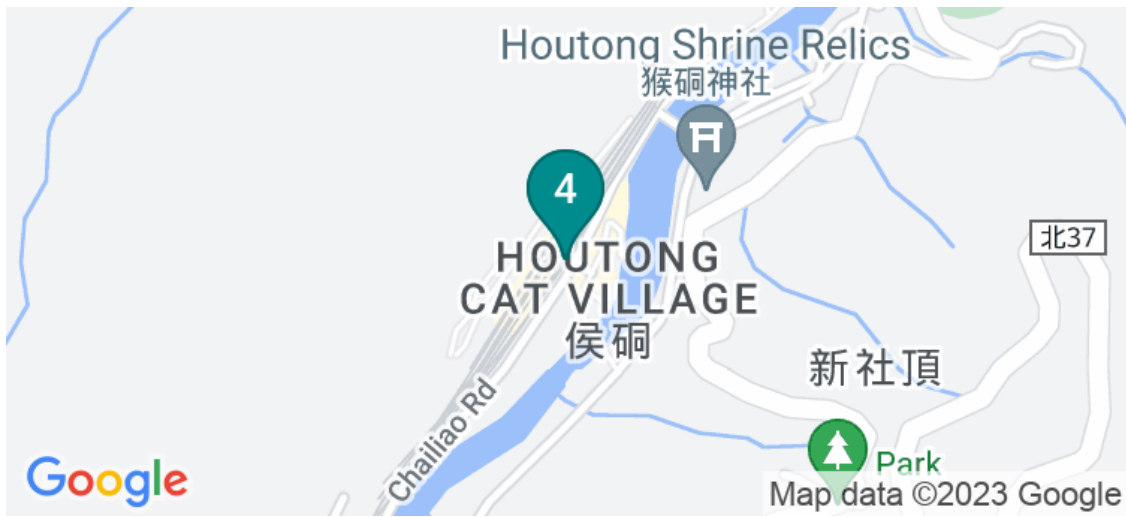 Houtong Shrine Relics
猴硐神社
4
HOUTONG
CAT VILLAGE
侯硐
北37
新社頂
Chailiao Rd
Park
Google
Map data ©2023 Google